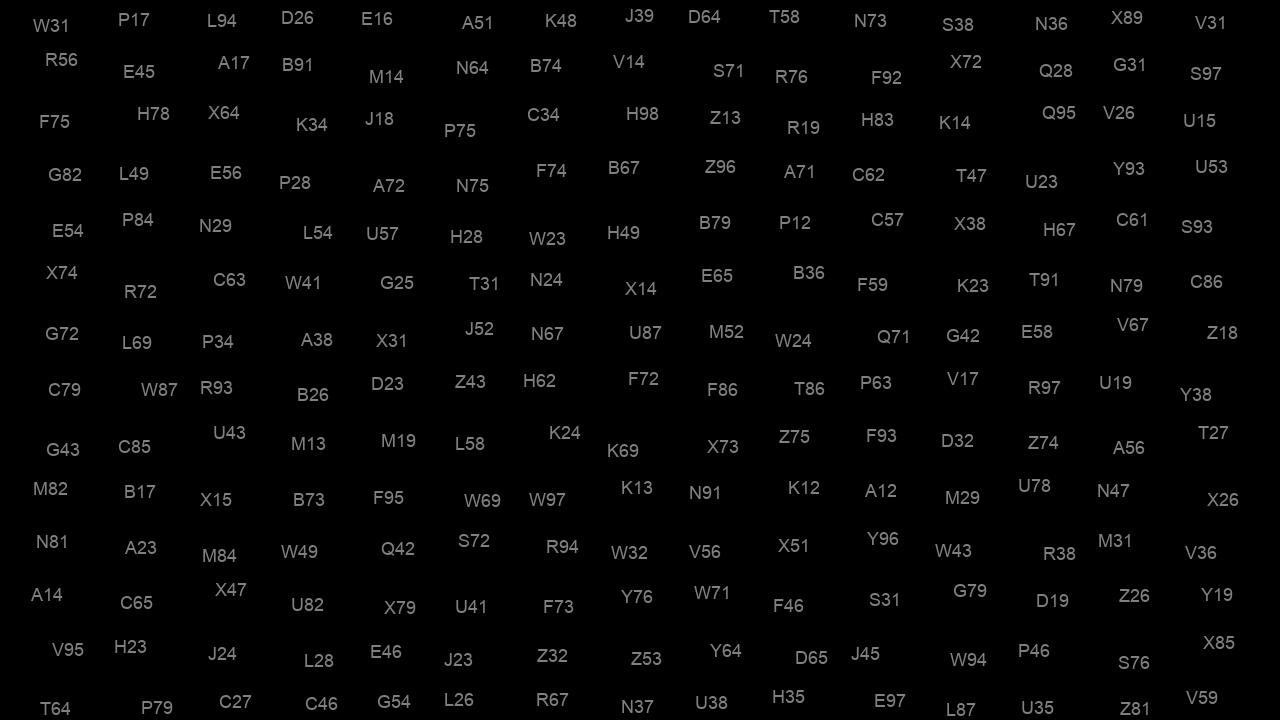 W31 P17 L94 D26 E16 A51 K48 J39 D64 T58 N73 S38 N36 X89 V31
R56 E45 A17 B91 M14 N64 B74 V14 S71 R76 F92 X72 Q28 G31 S97
F75 H78 X64 K34 J18 P75 C34 H98 Z13 R19 H83 K14 Q95 V26 U15
G82 L49 E56 P28 A72 N75 F74 B67 Z96 A71 C62 T47 U23 Y93 U53
E54 P84 N29 L54 U57 H28 W23 H49 B79 P12 C57 X38 H67 C61 S93
X74 R72 C63 W41 G25 T31 N24 X14 E65 B36 F59 K23 T91 N79 C86
G72 L69 P34 A38 X31 J52 N67 U87 M52 W24 Q71 G42 E58 V67 Z18
C79 W87 R93 B26 D23 Z43 H62 F72 F86 T86 P63 V17 R97 U19 Y38
G43 C85 U43 M13 M19 L58 K24 K69 X73 Z75 F93 D32 Z74 A56 T27
M82 B17 X15 B73 F95 W69 W97 K13 N91 K12 A12 M29 U78 N47 X26
N81 A23 M84 W49 Q42 S72 R94 W32 V56 X51 Y96 W43 R38 M31 V36
A14 C65 X47 U82 X79 U41 F73 Y76 W71 F46 S31 G79 D19 Z26 Y19
V95 H23 J24 L28 E46 J23 Z32 Z53 Y64 D65 J45 W94 P46 S76 X85
T64 P79 C27 C46 G54 L26 R67 N37 U38 H35 E97 L87 U35 Z81 V59